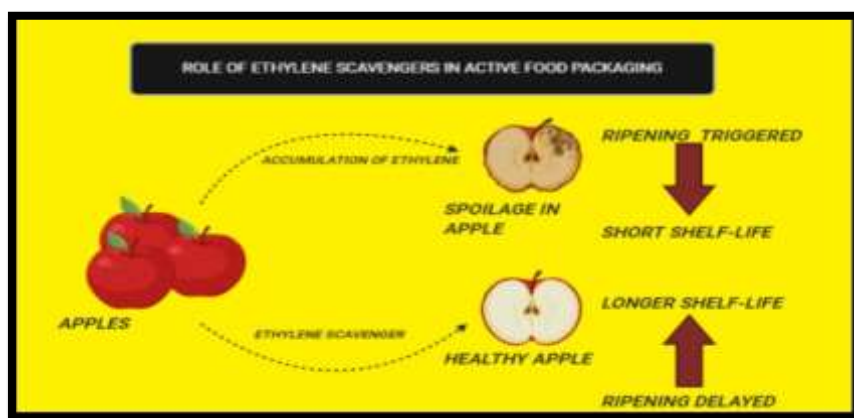 ROLE OF ETHYLENE SCAVENGERS IN ACTIVE FOOD PACKAGING
ACCUMULATION OF ETHYLENE
RIPENING TRIGGERED
SPOILAGE IN
APPLE
SHORT SHELF-LIFE
APPLES
ETHYLENE SCAVENGER
HEALTHY APPLE
LONGER SHELF-LIFE
RIPENING DELAYED